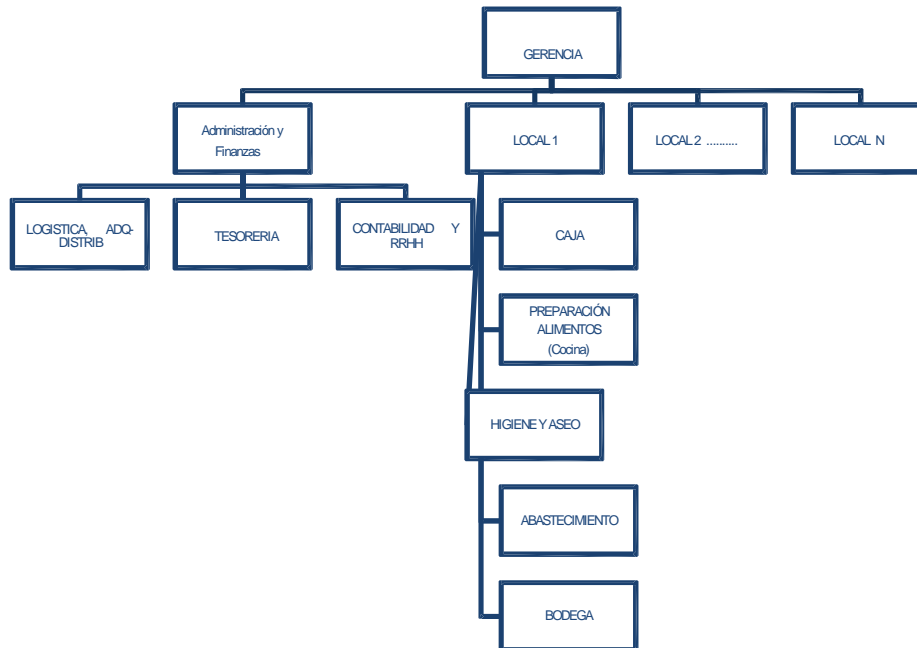 GERENCIA
Administración y
Finanzas
LOCAL 1
LOCAL 2 ..........
LOCAL N
LOGISTICA, ADQ-
DISTRIB
TESORERIA
CONTABILIDAD Y
RRHH
CAJA
PREPARACIÓN
ALIMENTOS
(Cocina)
HIGIENE Y ASEO
ABASTECIMIENTO
BODEGA